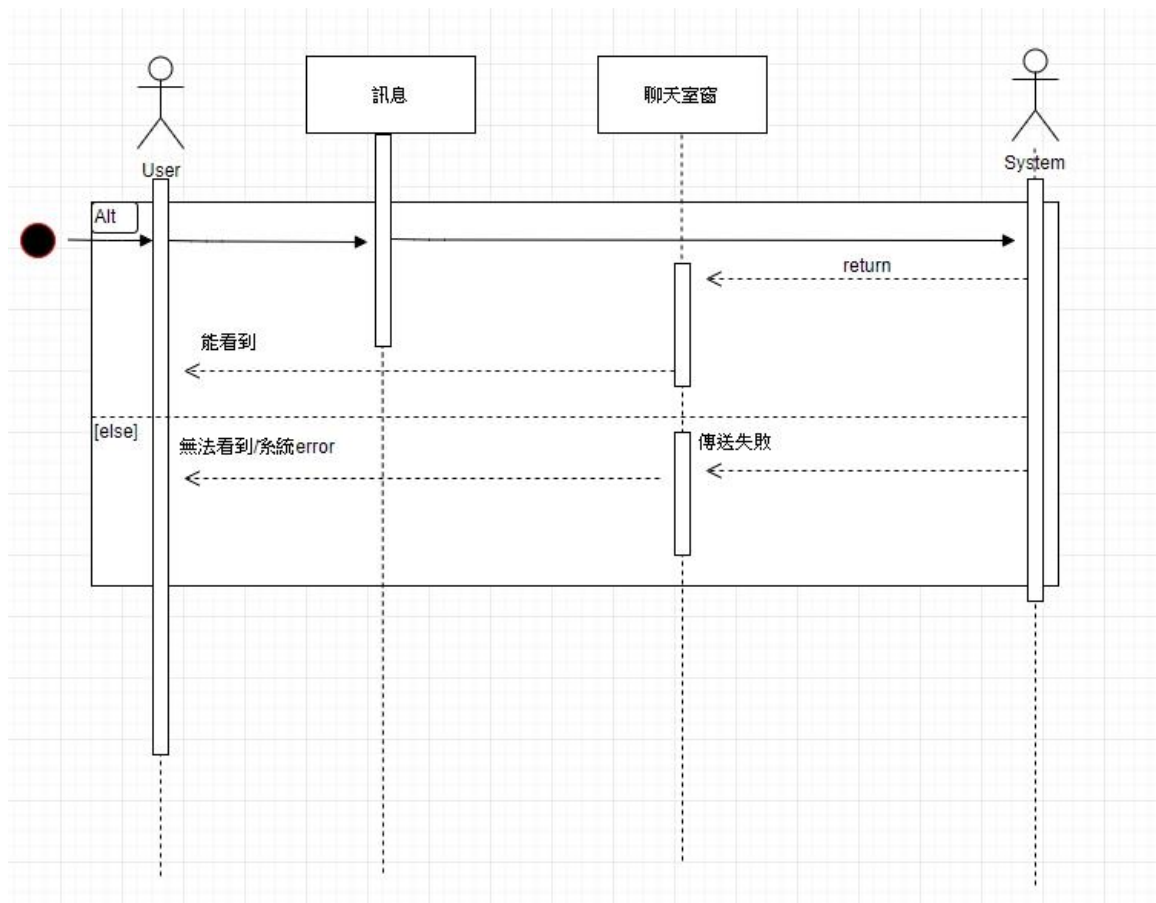 訊息
聊天室窗
User
System
Alt
return
能看到
[else]
無法看到/系統error
傳送失敗